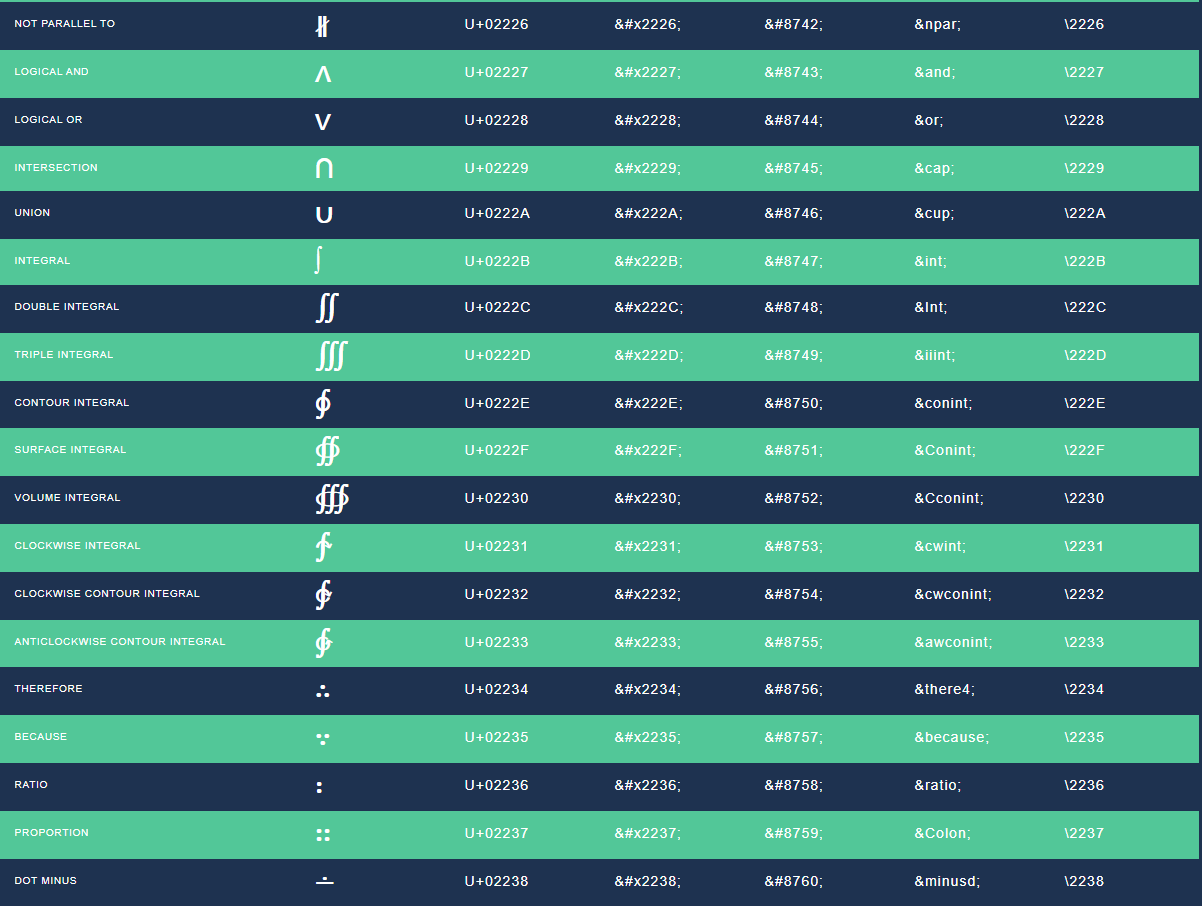 NOT PARALLEL TO ∦ U+02226 &#x2226; &#8742; &npar; \2226
LOGICAL AND ∧ U+02227 &#x2227; &#8743; &and; \2227
LOGICAL OR ∨ U+02228 &#x2228; &#8744; &or; \2228
INTERSECTION ∩ U+02229 &#x2229; &#8745; &cap; \2229
UNION ∪ U+0222A &#x222A; &#8746; &cup; \222A
INTEGRAL ∫ U+0222B &#x222B; &#8747; &int; \222B
DOUBLE INTEGRAL ∬ U+0222C &#x222C; &#8748; &Int; \222C
TRIPLE INTEGRAL ∭ U+0222D &#x222D; &#8749; &iiint; \222D
CONTOUR INTEGRAL ∮ U+0222E &#x222E; &#8750; &conint; \222E
SURFACE INTEGRAL ∯ U+0222F &#x222F; &#8751; &Conint; \222F
VOLUME INTEGRAL ∰ U+02230 &#x2230; &#8752; &Cconint; \2230
CLOCKWISE INTEGRAL ∱ U+02231 &#x2231; &#8753; &cwint; \2231
CLOCKWISE CONTOUR INTEGRAL ∲ U+02232 &#x2232; &#8754; &cwconint; \2232
ANTICLOCKWISE CONTOUR INTEGRAL ∳ U+02233 &#x2233; &#8755; &awconint; \2233
THEREFORE ∴ U+02234 &#x2234; &#8756; &there4; \2234
BECAUSE ∵ U+02235 &#x2235; &#8757; &because; \2235
RATIO ∶ U+02236 &#x2236; &#8758; &ratio; \2236
PROPORTION ∷ U+02237 &#x2237; &#8759; &Colon; \2237
DOT MINUS ∸ U+02238 &#x2238; &#8760; &minusd; \2238